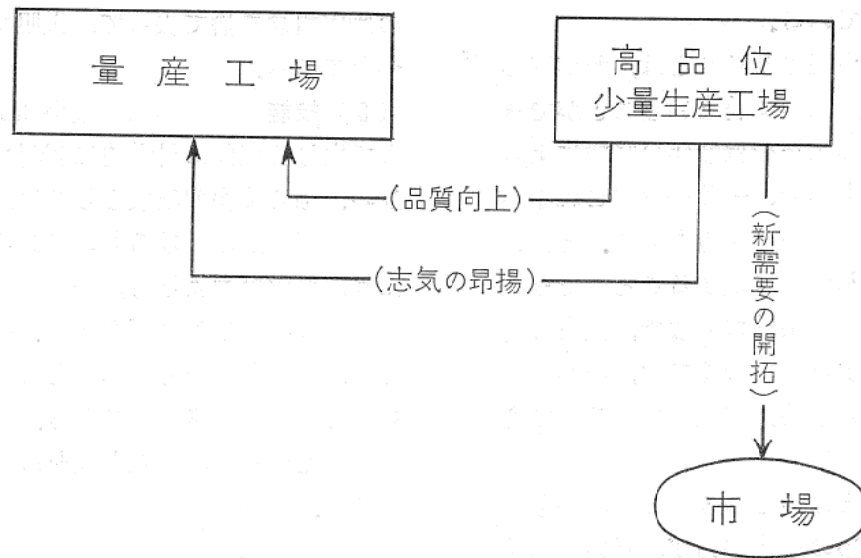 量産工場
高品位
少量生産工場
(品質向上)
(志気の昂揚)
(新需要の開拓)
市場